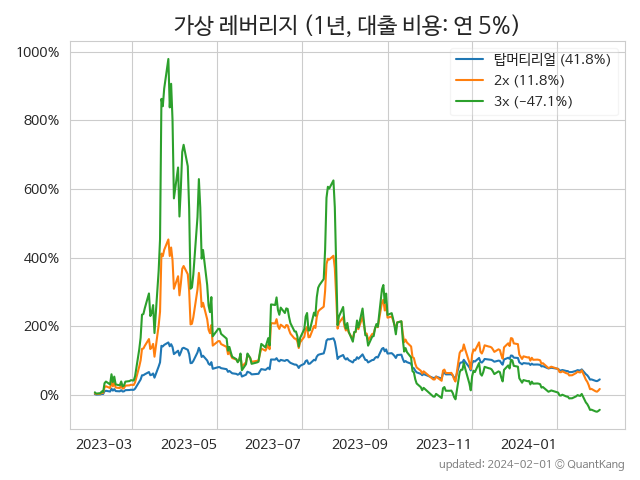 가상 레버리지 (1년, 대출 비용: 연 5%)
1000%
800%
600%
400%
200%
0%
탑머티리얼 (41.8%)
2x (11.8%)
3x (−47.1%)
2023-03 2023-05 2023-07 2023-09 2023-11 2024-01
updated: 2024-02-01 © QuantKang